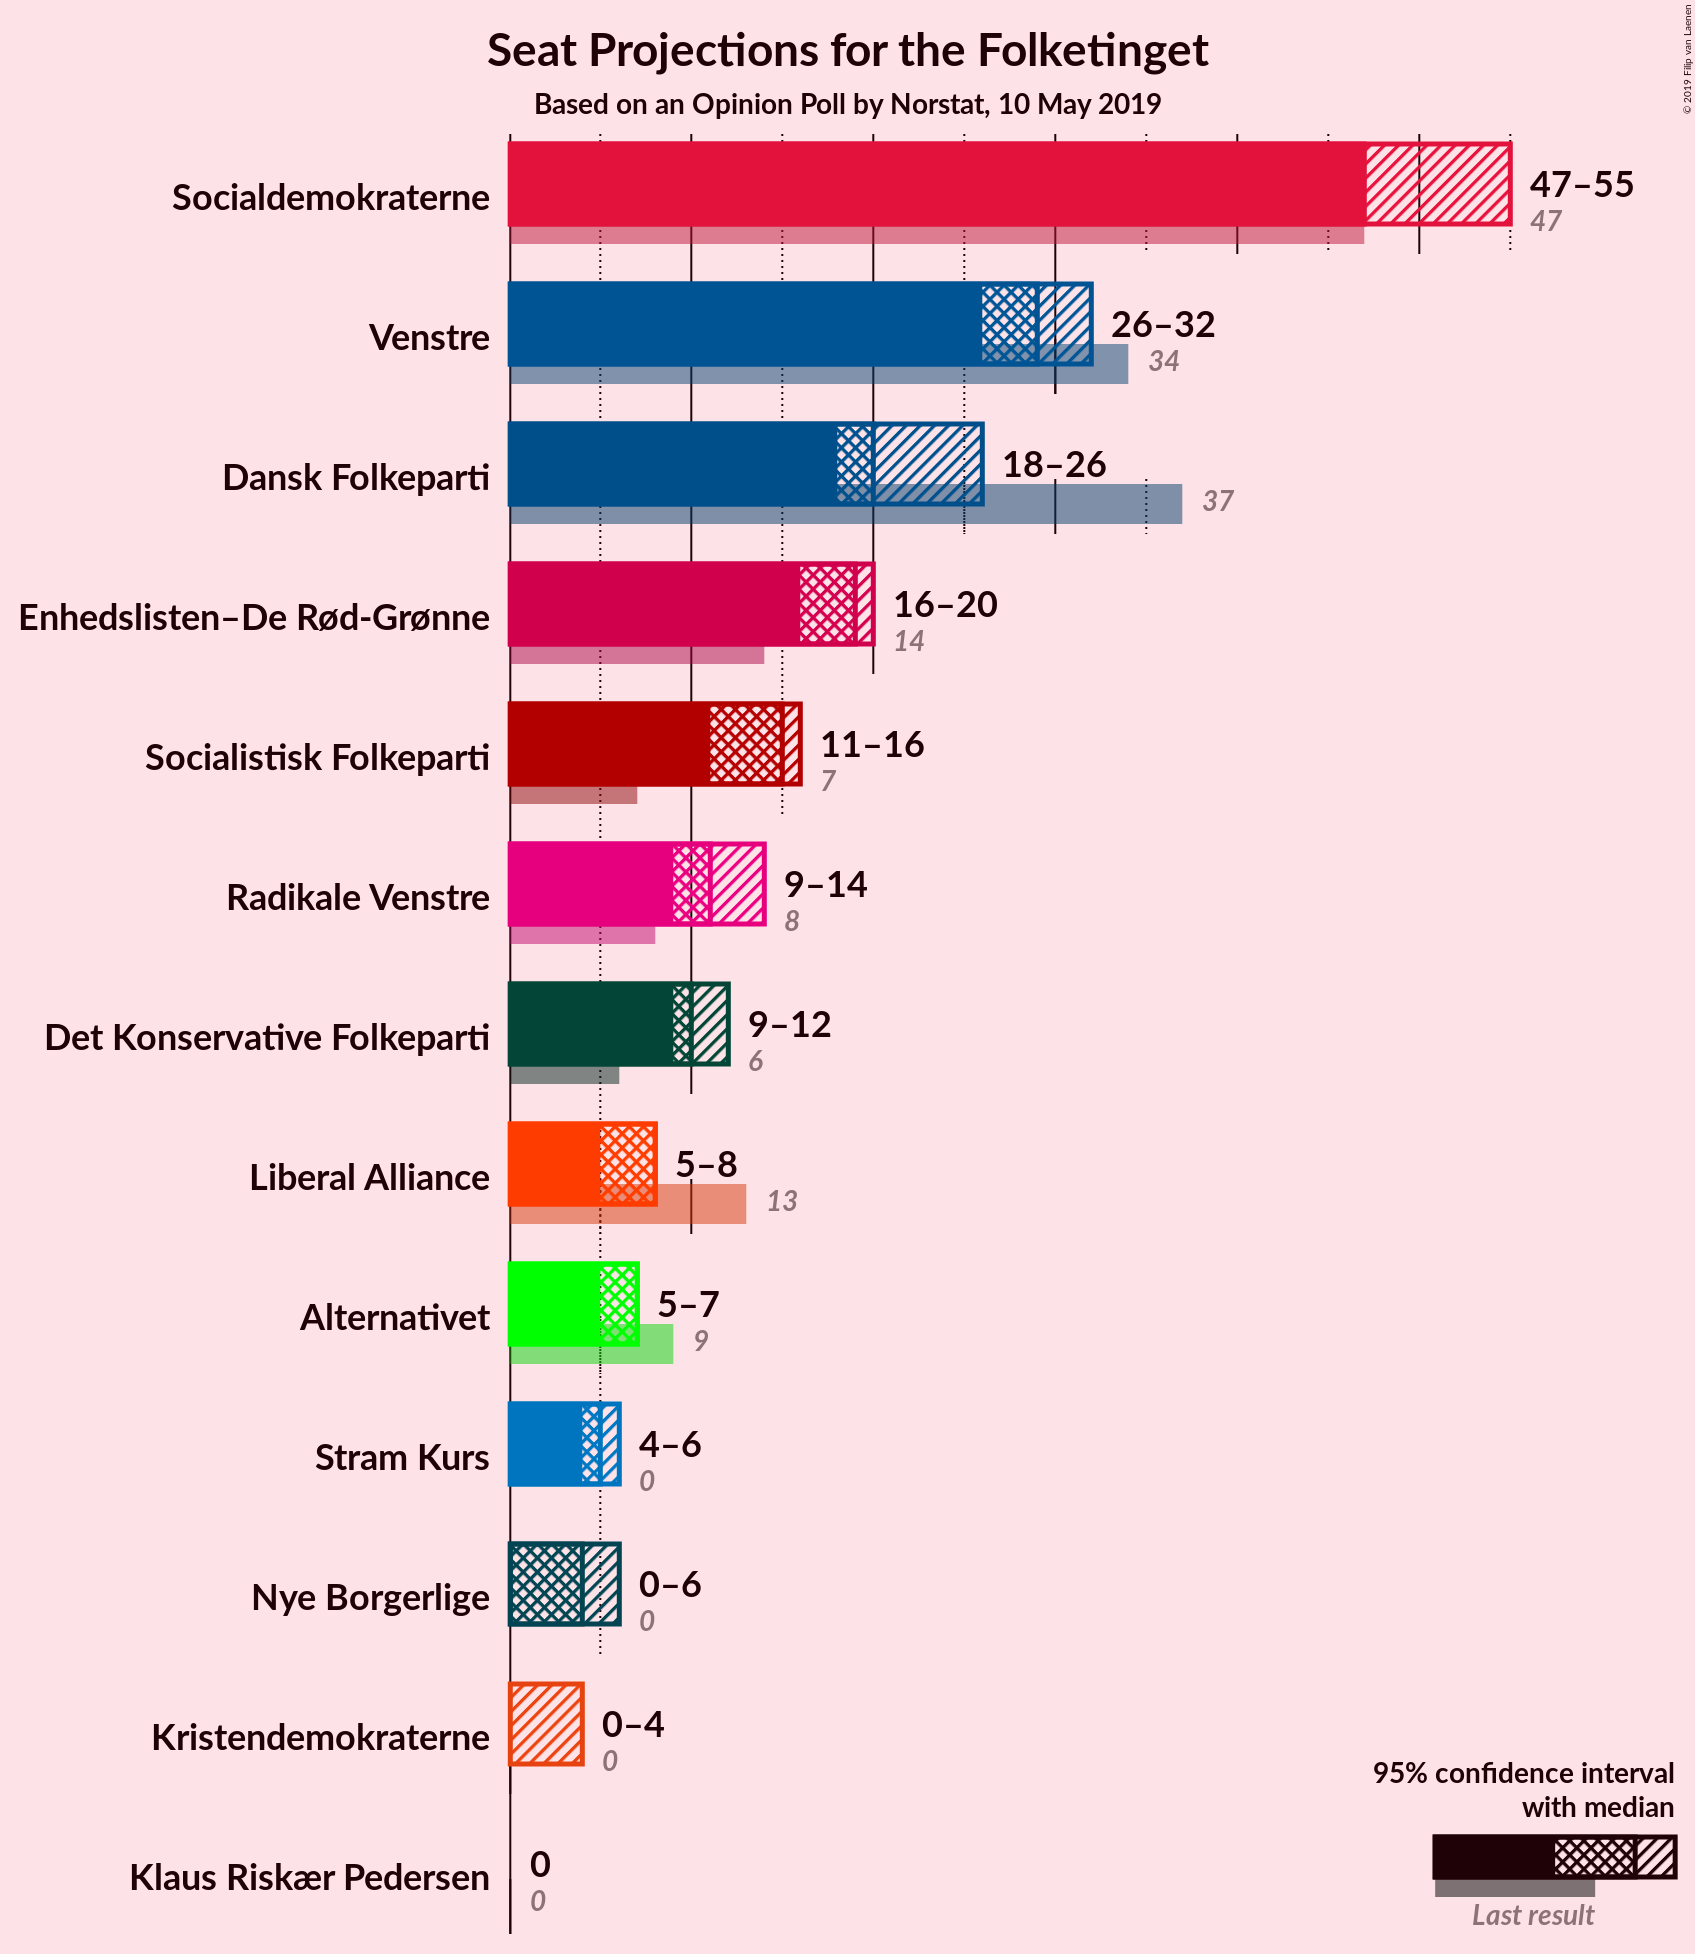 Seat Projections for the Folketinget
Based on an Opinion Poll by Norstat, 10 May 2019
© 2019 Filip van Laenen
Socialdemokraterne
47–55
47
Venstre
26–32
34
Dansk Folkeparti
18–26
37
Enhedslisten–De Rød-Grønne
16–20
14
Socialistisk Folkeparti
11–16
7
Radikale Venstre
9–14
8
Det Konservative Folkeparti
9–12
6
Liberal Alliance
5–8
13
Alternativet
5–7
9
Stram Kurs
4–6
0
Nye Borgerlige
0–6
0
Kristendemokraterne
0–4
0
Klaus Riskær Pedersen
0
0
95% confidence interval
with median
Last result